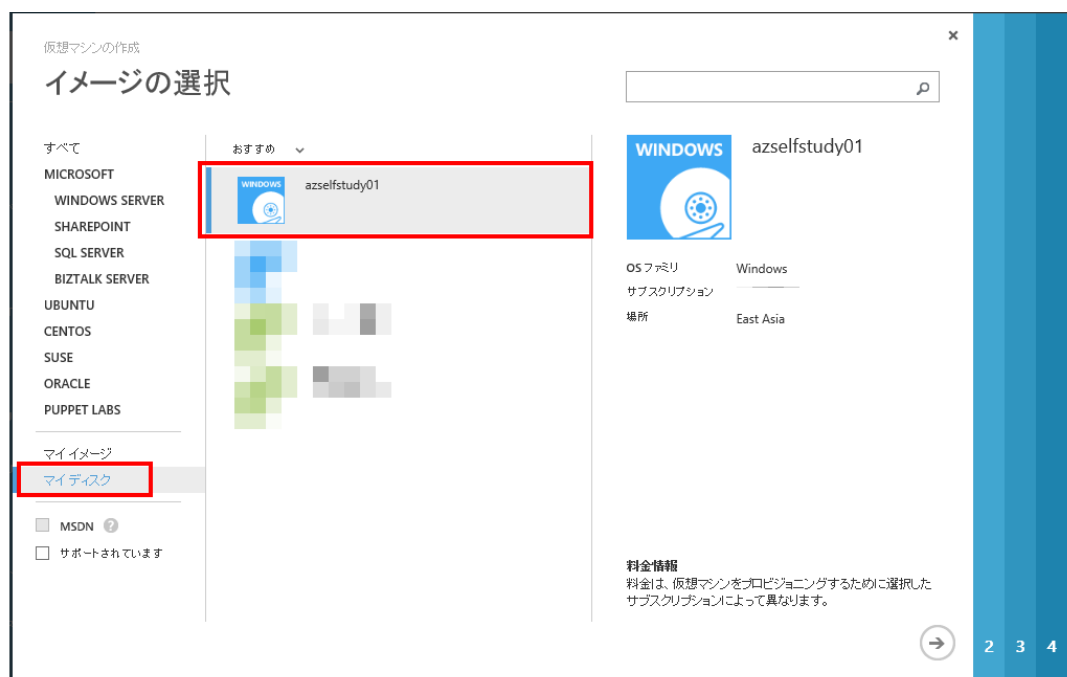 仮想マシンの作成
×
イメージの選択
すべて
MICROSOFT
WINDOWS SERVER
SHAREPOINT
SQL SERVER
BIZTALK SERVER
UBUNTU
CENTOS
SUSE
ORACLE
PUPPET LABS
マイ イメージ
マイ ディスク
MSDN ?
サポートされています
おすすめ
WINDOWS
azselfstudy01
WINDOWS
azselfstudy01
OS ファミリ Windows
サブスクリプション
場所 East Asia
料金情報
料金は、仮想マシンをプロビジョニングするために選択した
サブスクリプションによって異なります。
2 3 4